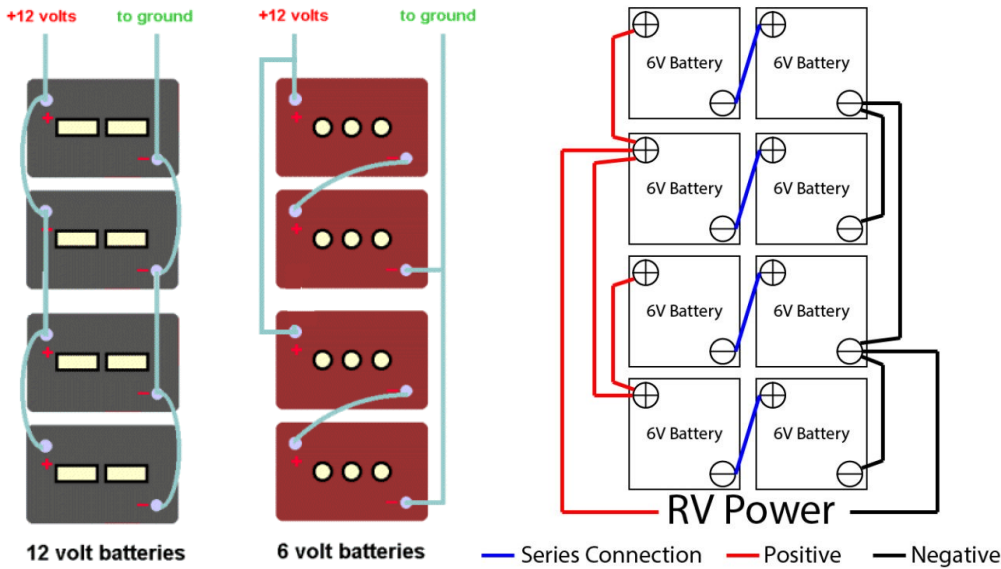 +12 volts
to ground
12 volt batteries
+12 volts
to ground
6 volt batteries
6V Battery
6V Battery
6V Battery
6V Battery
6V Battery
6V Battery
6V Battery
6V Battery
RV Power
Series Connection
Positive
Negative